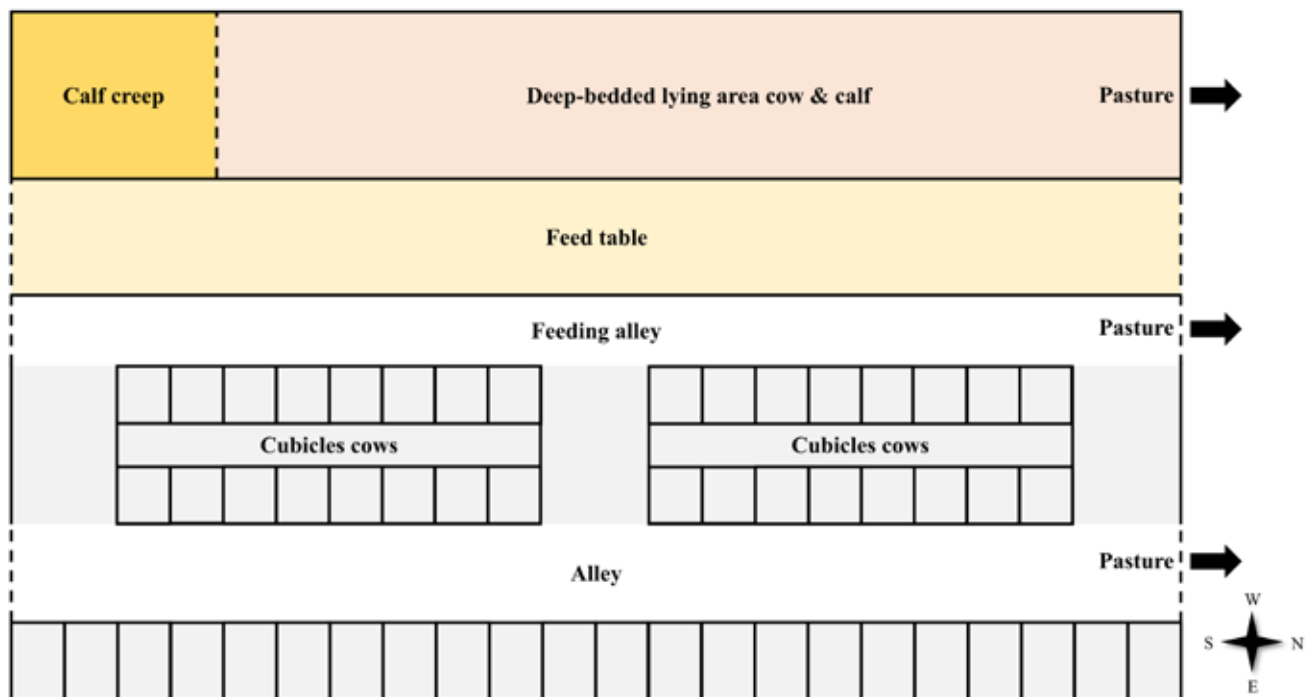 Calf creep
Deep-bedded lying area cow & calf
Pasture
Feed table
Feeding alley
Pasture
Cubicles cows
Cubicles cows
Pasture
Alley
W
S
N
E